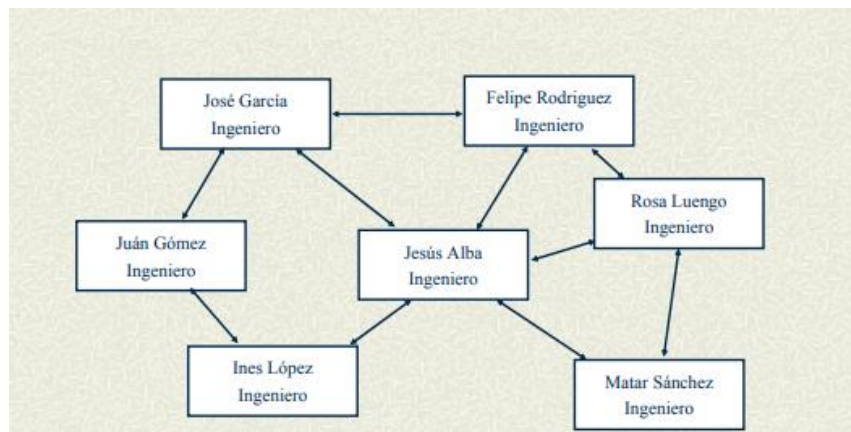 José García
Ingeniero
Felipe Rodriguez
Ingeniero
Rosa Luengo
Ingeniero
Juán Gómez
Ingeniero
Jesús Alba
Ingeniero
Ines López
Ingeniero
Matar Sánchez
Ingeniero